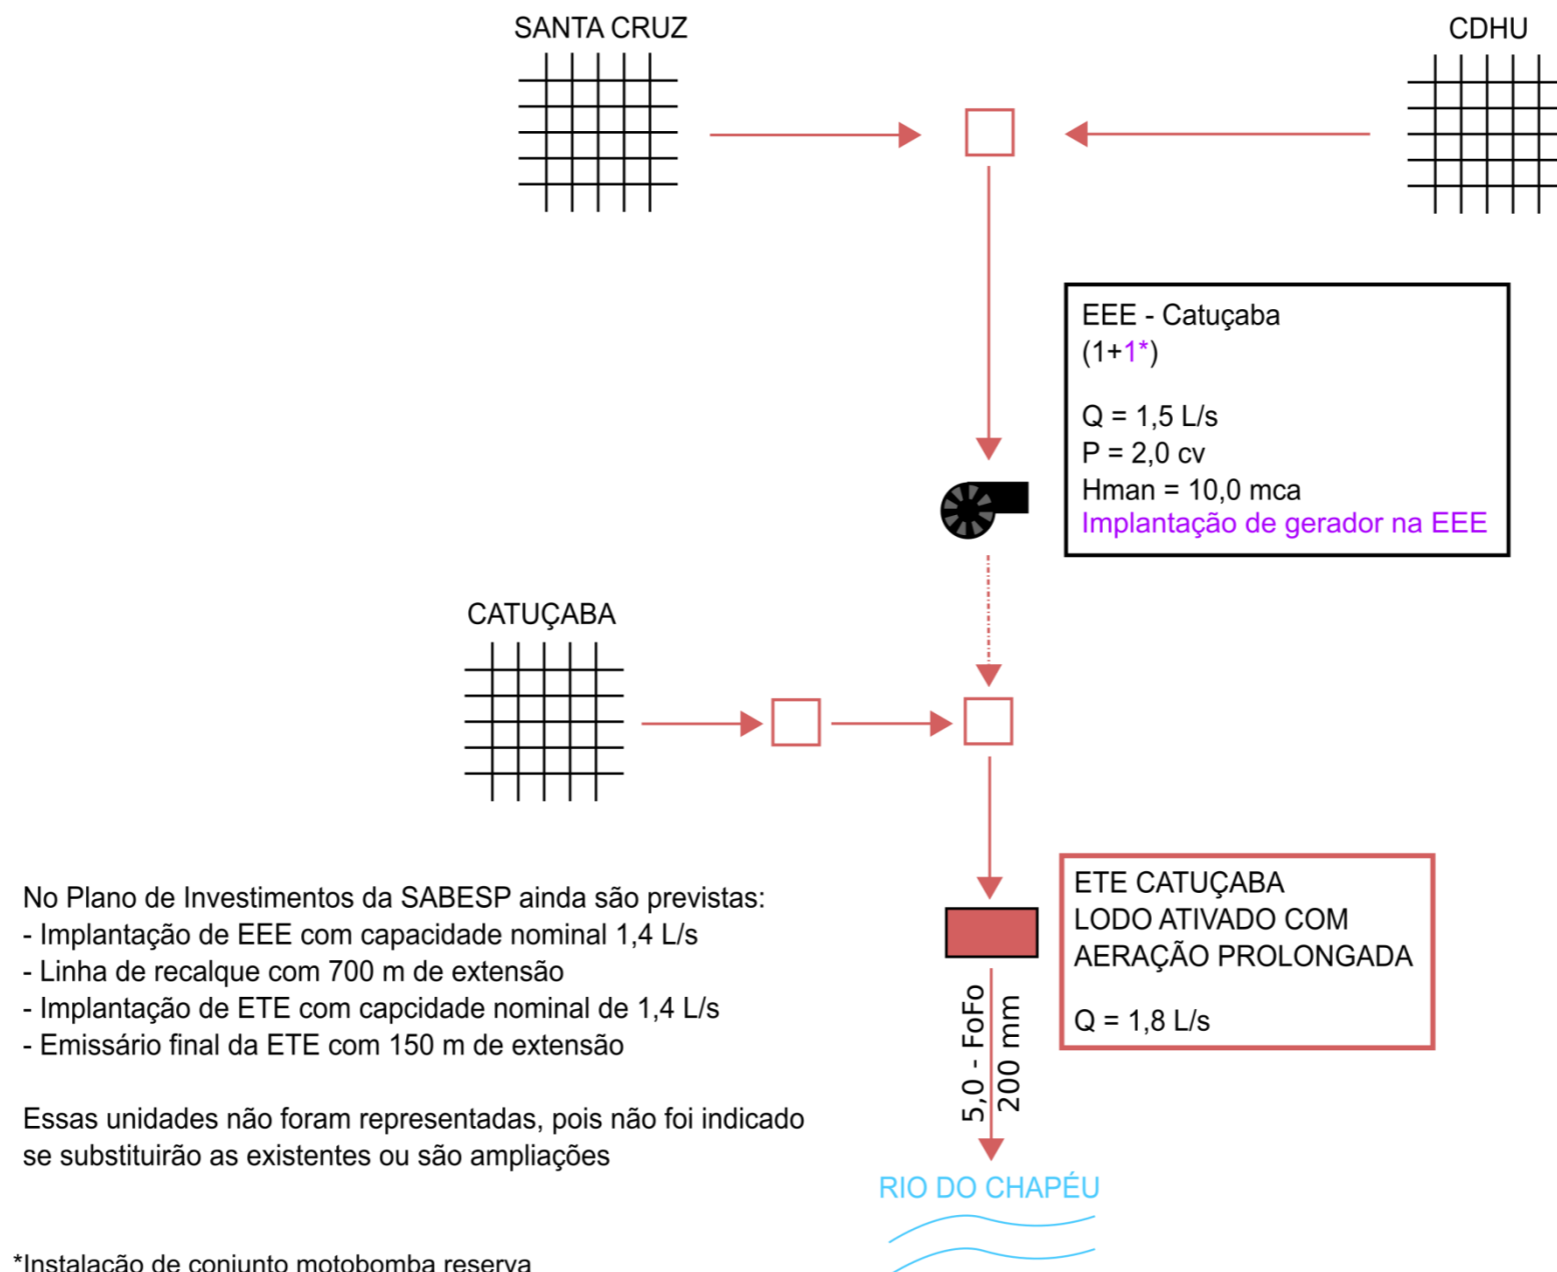 SANTA CRUZ
CDHU
EEE - Catuçaba
(1+1*)
Q = 1,5 L/s
P = 2,0 cv
Hman = 10,0 mca
Implantação de gerador na EEE
CATUÇABA
No Plano de Investimentos da SABESP ainda são previstas:
- Implantação de EEE com capacidade nominal 1,4 L/s
- Linha de recalque com 700 m de extensão
- Implantação de ETE com capcidade nominal de 1,4 L/s
- Emissário final da ETE com 150 m de extensão
Essas unidades não foram representadas, pois não foi indicado
se substituirão as existentes ou são ampliações
ETE CATUÇABA
LODO ATIVADO COM
AERAÇÃO PROLONGADA
Q = 1,8 L/s
5,0 - FoFo
200 mm
RIO DO CHAPÉU
*Instalação de conjunto motobomba reserva